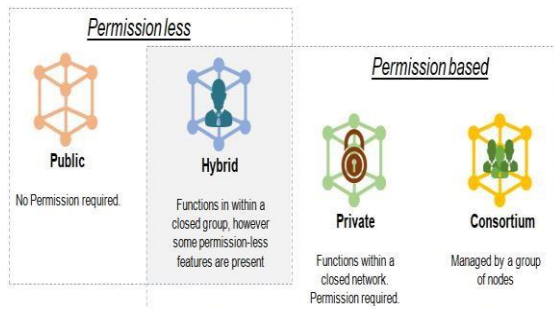 Permission less
Permission based
Public
No Permission required.
Hybrid
Functions in within a
closed group, however
some permission-less
features are present
Private
Functions within a
closed network.
Permission required.
Consortium
Managed by a group
of nodes